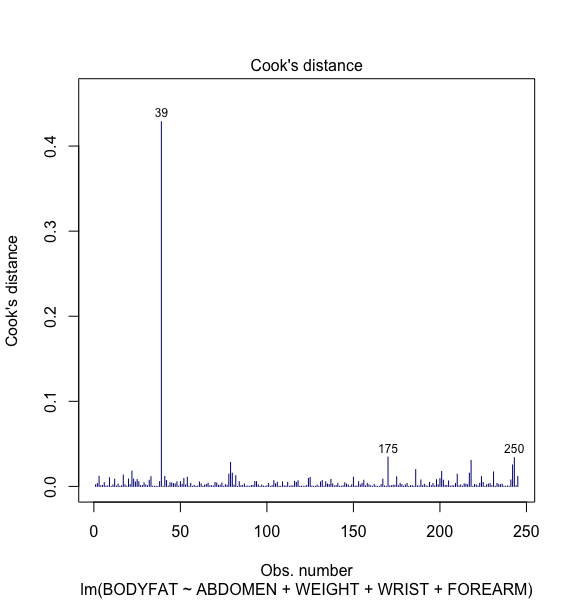 Cook's distance
39
175
250
Cook's distance
0.4
0.3
0.2
0.1
0.0
0 50 100 150 200 250
Obs. number
lm(BODYFAT ~ ABDOMEN + WEIGHT + WRIST + FOREARM)